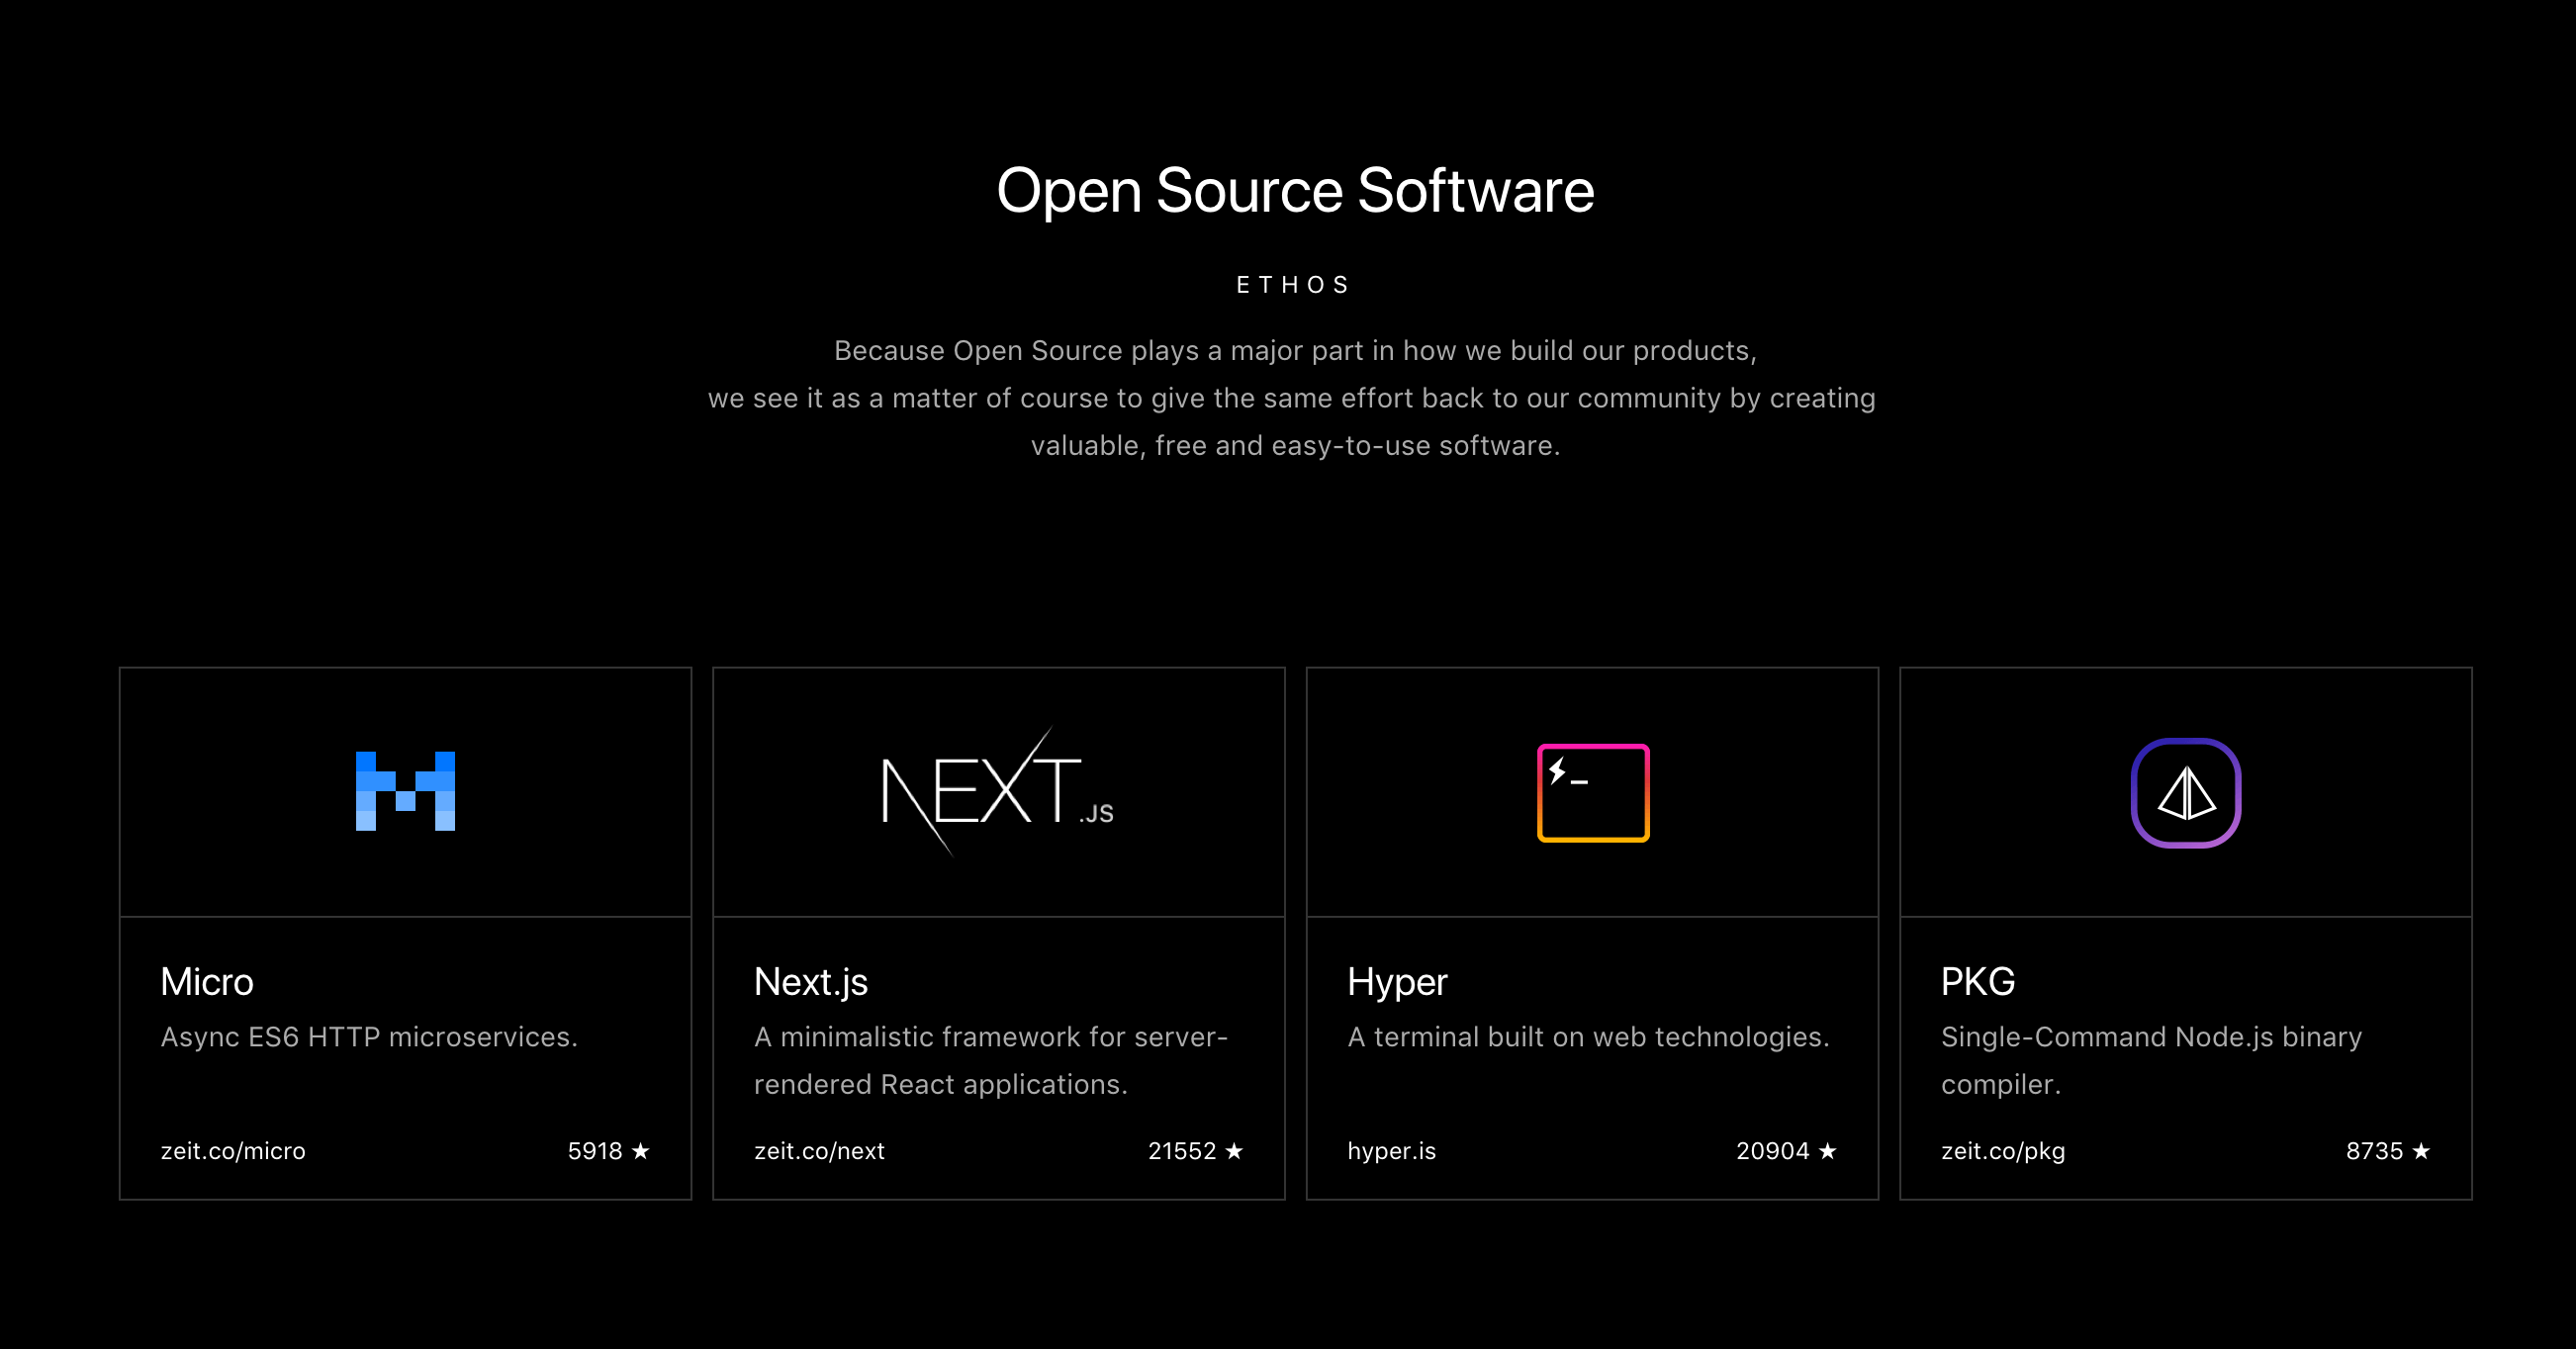 Open Source Software
ETHOS
Because Open Source plays a major part in how we build our products,
we see it as a matter of course to give the same effort back to our community by creating
valuable, free and easy-to-use software.
M
Micro
Async ES6 HTTP microservices.
zeit.co/micro
5918 ★
NEXT.JS
Next.js
A minimalistic framework for server-
rendered React applications.
zeit.co/next
21552 ★
Hyper
A terminal built on web technologies.
hyper.is
20904 ★
PKG
Single-Command Node.js binary
compiler.
zeit.co/pkg
8735 ★